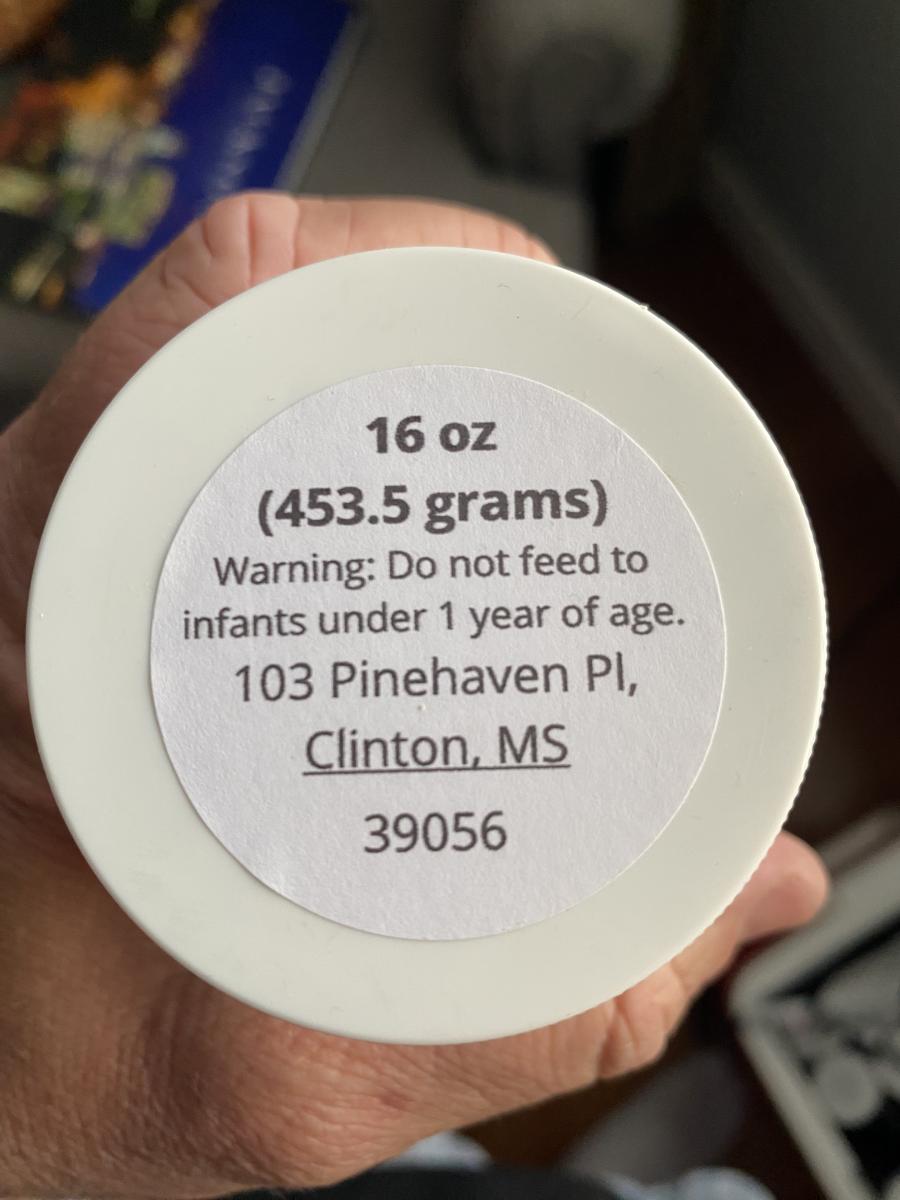 16 oz
(453.5 grams)
Warning: Do not feed to
infants under 1 year of age.
103 Pinehaven Pl,
Clinton, MS
39056